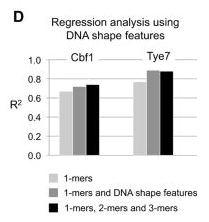 D
Regression analysis using
DNA shape features
Cbf1 Tye7
1.0
0.8
0.6
0.4
0.2
0.0
R²
1-mers
1-mers and DNA shape features
1-mers, 2-mers and 3-mers